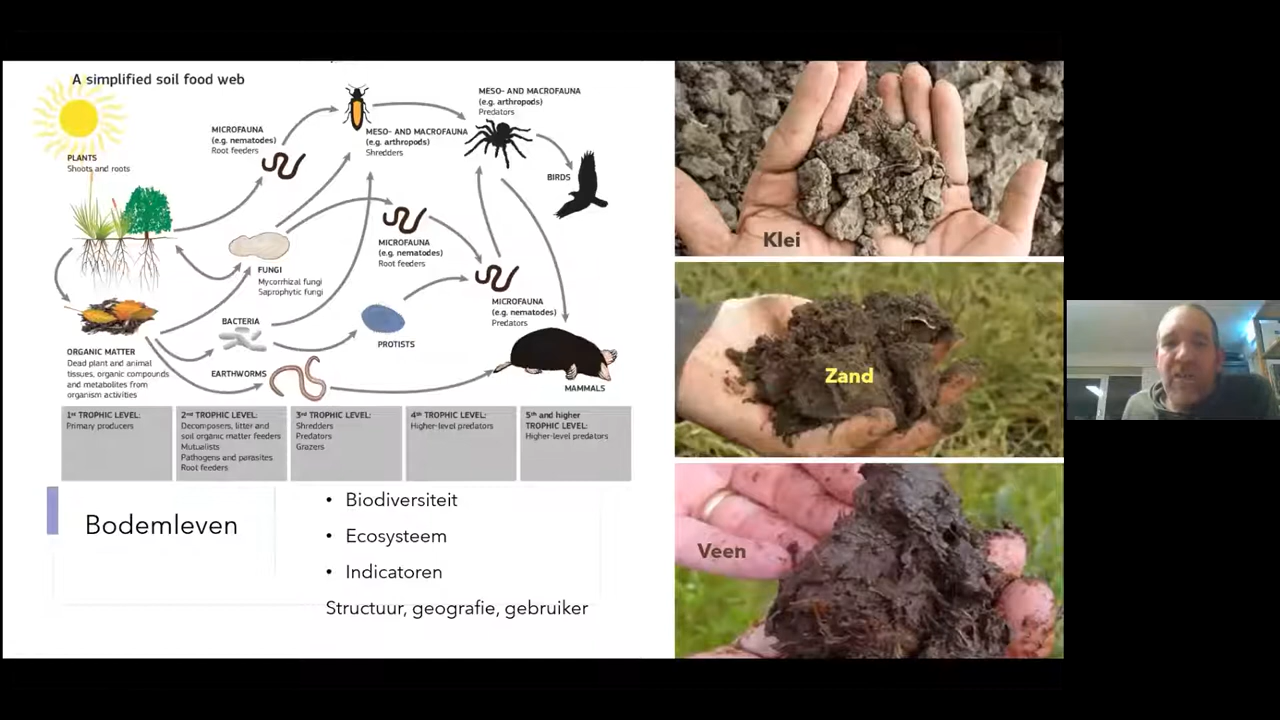 A simplified soil food web
PLANTS
Shoots and roots
MICROFAUNA
(e.g. nematodes)
Root feeders
MESO- AND MACROFAUNA
(e.g. arthropods)
Shredders
MESO- AND MACROFAUNA
(e.g. arthropods)
Predators
BIRDS
FUNGI
Mycorrhizal fungi
Saprophytic fungi
MICROFAUNA
(e.g. nematodes)
Root feeders
MICROFAUNA
(e.g. nematodes)
Predators
BACTERIA
PROTISTS
EARTHWORMS
MAMMALS
ORGANIC MATTER
Dead plant and animal
tissues, organic compounds
and metabolites from
organism activities
1st TROPHIC LEVEL:
Primary producers
2nd TROPHIC LEVEL:
Decomposers, litter and
soil organic matter feeders
Mutualists
Pathogens and parasites
Root feeders
3rd TROPHIC LEVEL:
Shredders
Predators
Grazers
4th TROPHIC LEVEL:
Higher-level predators
5th and higher
TROPHIC LEVEL:
Higher-level predators
Bodemleven
• Biodiversiteit
• Ecosysteem
• Indicatoren
Structuur, geografie, gebruiker
Klei
Zand
Veen